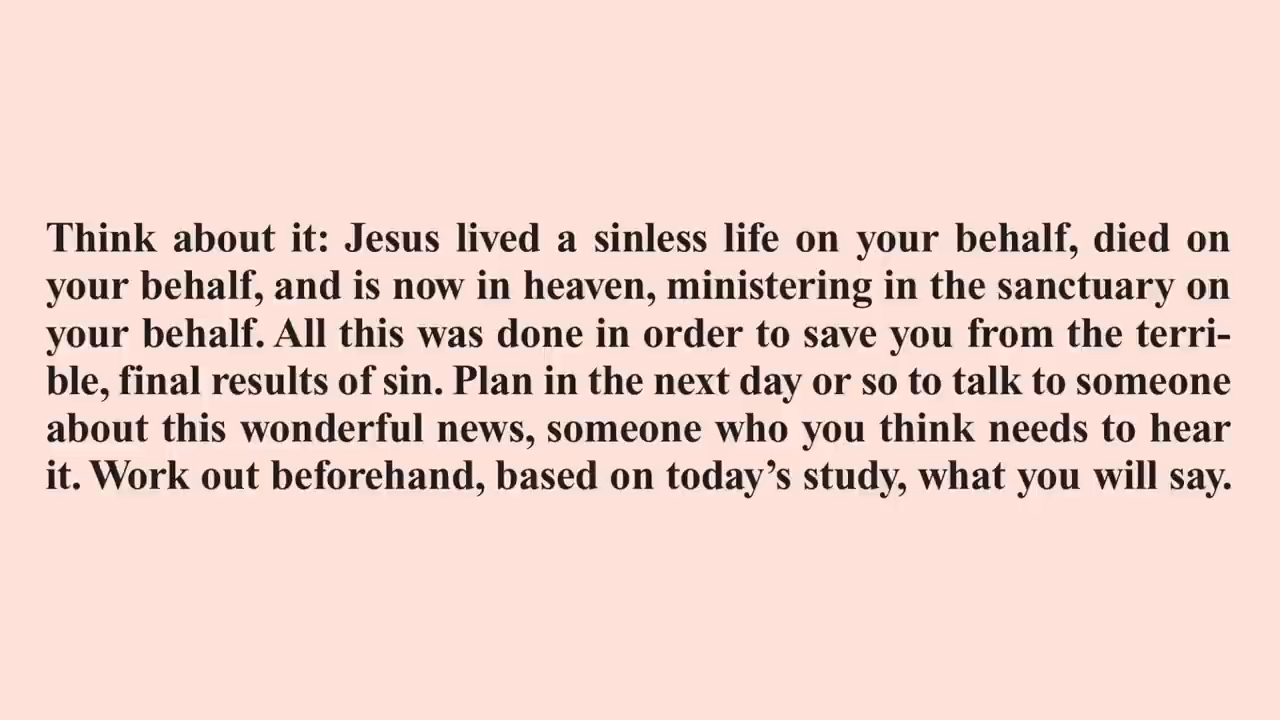 Think about it: Jesus lived a sinless life on your behalf, died on
your behalf, and is now in heaven, ministering in the sanctuary on
your behalf. All this was done in order to save you from the terri-
ble, final results of sin. Plan in the next day or so to talk to someone
about this wonderful news, someone who you think needs to hear
it. Work out beforehand, based on today’s study, what you will say.